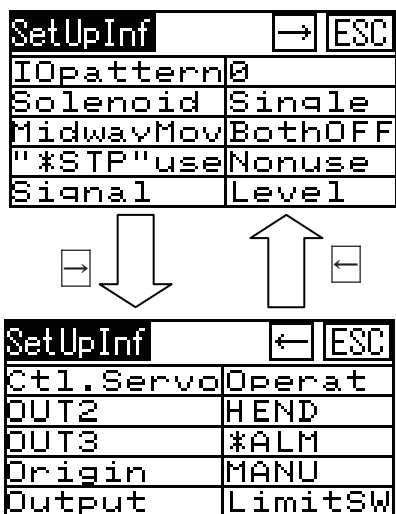 SetUpInf → ESC
IOpattern 0
Solenoid Single
MidwayMov BothOFF
"*STP"use Nonuse
Signal Level
→ ←
SetUpInf ← ESC
Ctl.Servo Operat
OUT2 HEND
OUT3 *ALM
Origin MANU
Output LimitSW